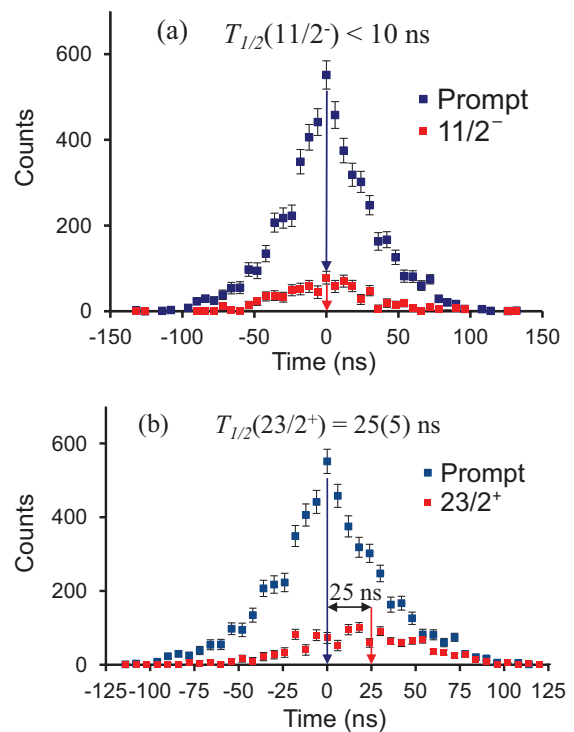 (a) T1/2(11/2-) < 10 ns
600
400
200
0
Counts
Prompt
11/2−
-150 -100 -50 0 50 100 150
Time (ns)
(b) T1/2(23/2+) = 25(5) ns
600
400
200
0
Counts
Prompt
23/2+
25 ns
-125 -100 -75 -50 -25 0 25 50 75 100 125
Time (ns)